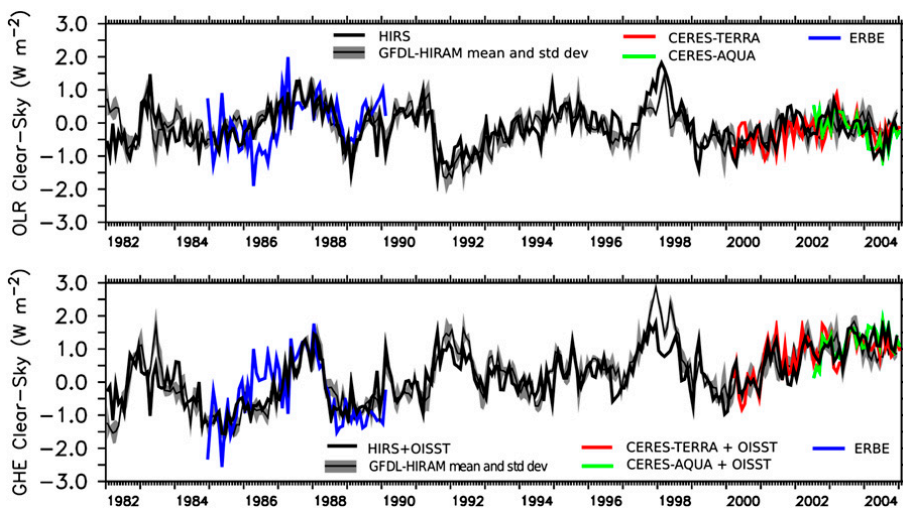 OLR Clear-Sky (W m-2)
3.0
2.0
1.0
0.0
-1.0
-2.0
-3.0
HIRS
GFDL-HIRAM mean and std dev
CERES-TERRA
CERES-AQUA
ERBE
1982 1984 1986 1988 1990 1992 1994 1996 1998 2000 2002 2004
GHE Clear-Sky (W m-2)
3.0
2.0
1.0
0.0
-1.0
-2.0
-3.0
HIRS+OISST
GFDL-HIRAM mean and std dev
CERES-TERRA + OISST
CERES-AQUA + OISST
ERBE
1982 1984 1986 1988 1990 1992 1994 1996 1998 2000 2002 2004